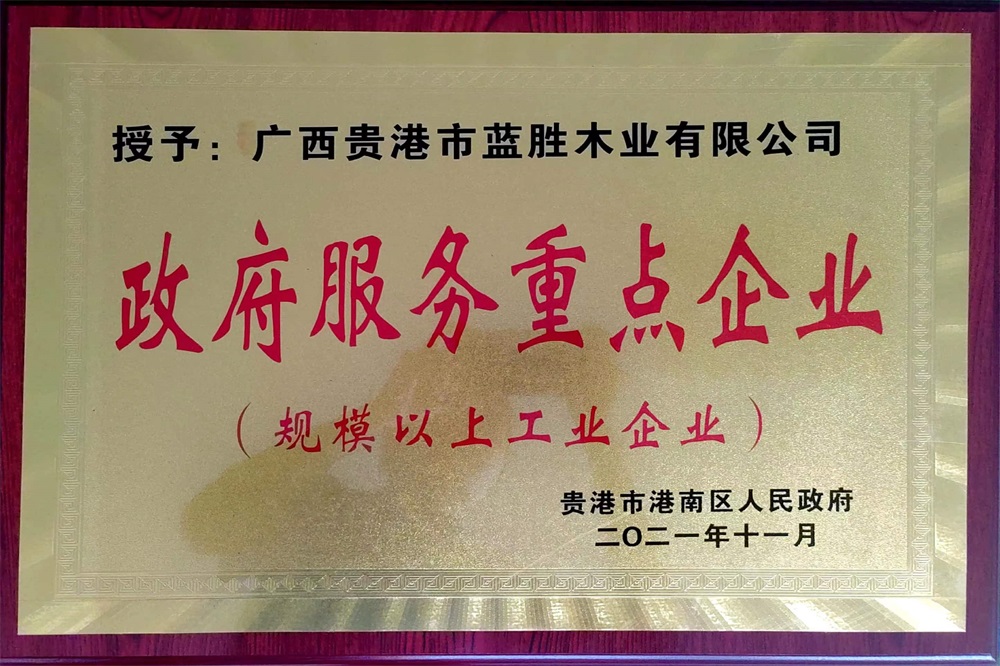 授予：广西贵港市蓝胜木业有限公司
政府服务重点企业
（规模以上工业企业）
贵港市港南区人民政府
二〇二一年十一月